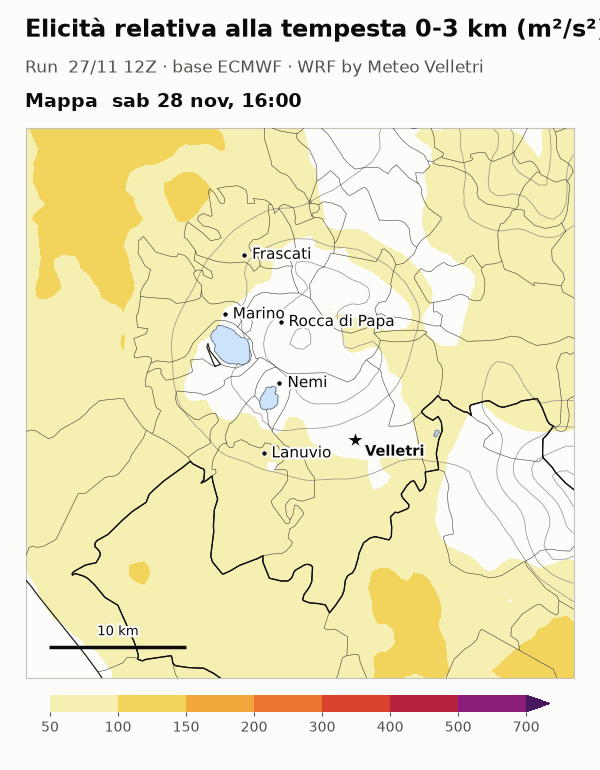 Elicità relativa alla tempesta 0-3 km (m²/s²)
Run 27/11 12Z · base ECMWF · WRF by Meteo Velletri
Mappa sab 28 nov, 16:00
Frascati
Marino
Rocca di Papa
Nemi
Velletri
Lanuvio
10 km
50 100 150 200 300 400 500 700